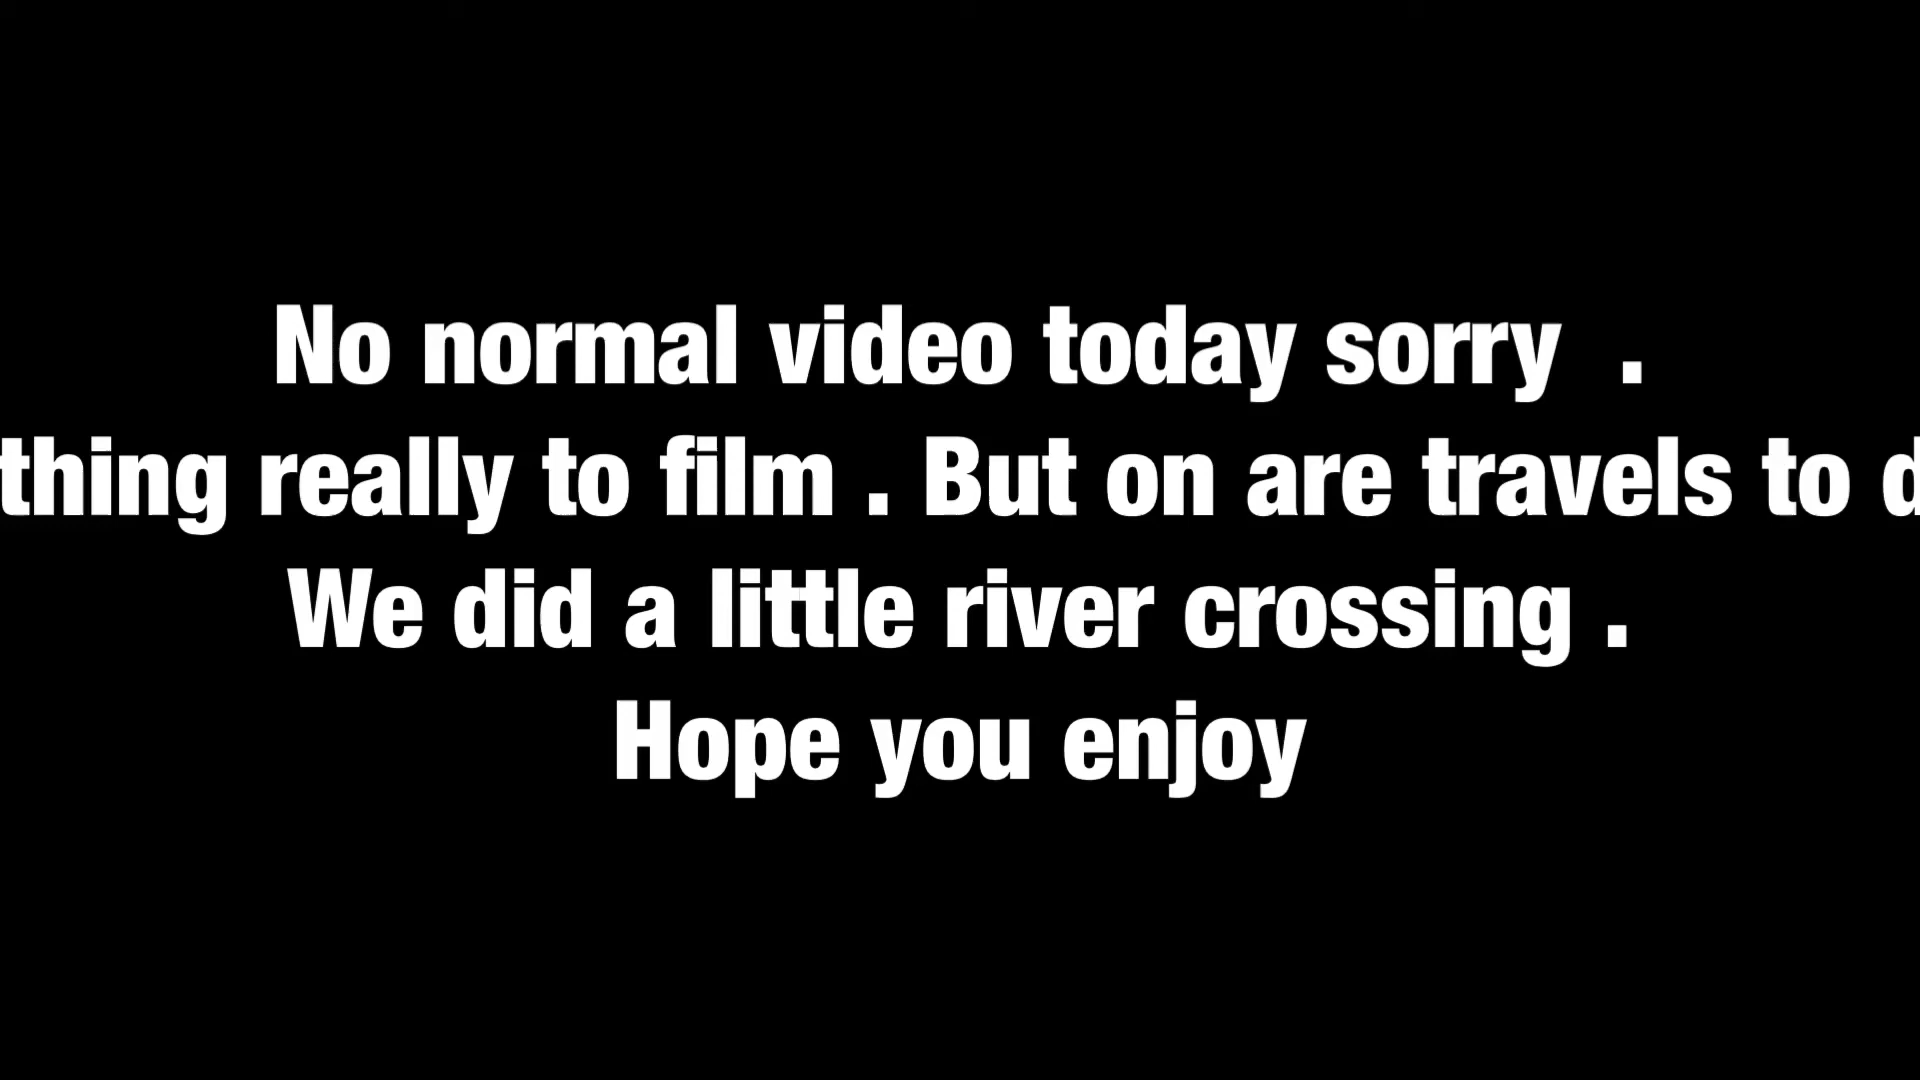 No normal video today sorry .
thing really to film . But on are travels to d
We did a little river crossing .
Hope you enjoy